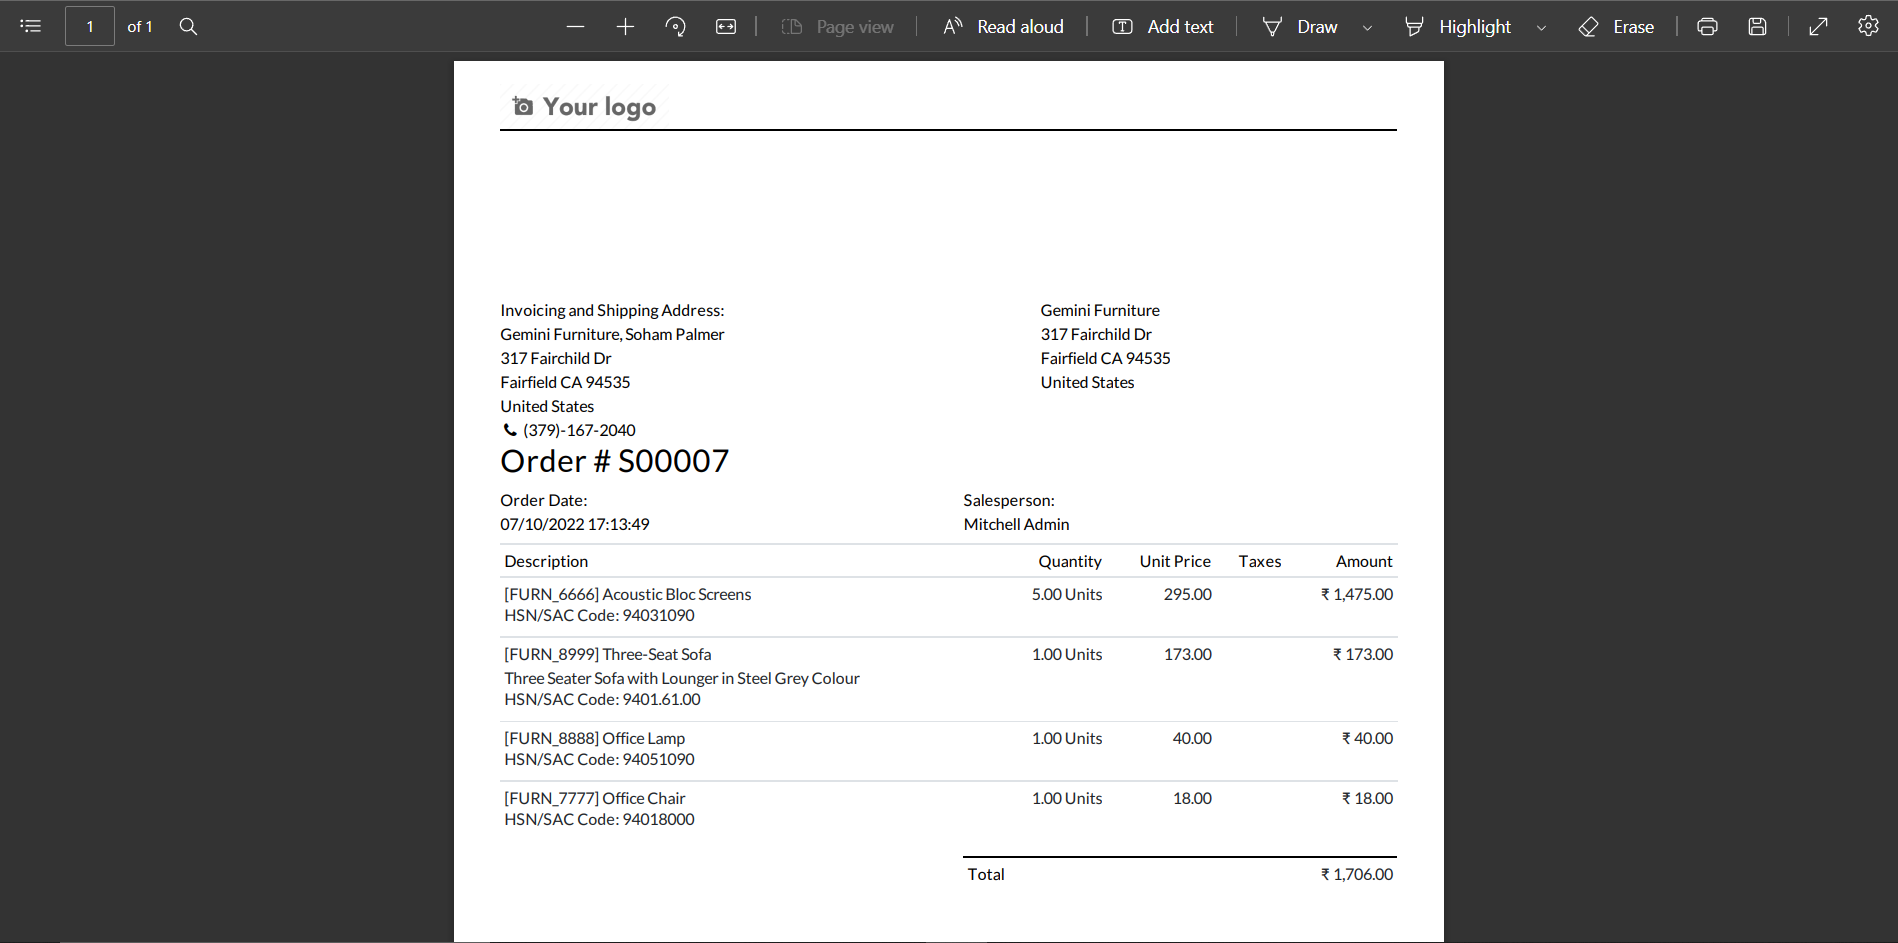 1 of 1 Page view Read aloud Add text Draw Highlight Erase
Your logo
Invoicing and Shipping Address:
Gemini Furniture, Soham Palmer
317 Fairchild Dr
Fairfield CA 94535
United States
(379)-167-2040
Gemini Furniture
317 Fairchild Dr
Fairfield CA 94535
United States
Order # S00007
Order Date:
07/10/2022 17:13:49
Salesperson:
Mitchell Admin
Description Quantity Unit Price Taxes Amount
[FURN_6666] Acoustic Bloc Screens 5.00 Units 295.00 ₹ 1,475.00
HSN/SAC Code: 94031090
[FURN_8999] Three-Seat Sofa 1.00 Units 173.00 ₹ 173.00
Three Seater Sofa with Lounger in Steel Grey Colour
HSN/SAC Code: 9401.61.00
[FURN_8888] Office Lamp 1.00 Units 40.00 ₹ 40.00
HSN/SAC Code: 94051090
[FURN_7777] Office Chair 1.00 Units 18.00 ₹ 18.00
HSN/SAC Code: 94018000
Total ₹ 1,706.00